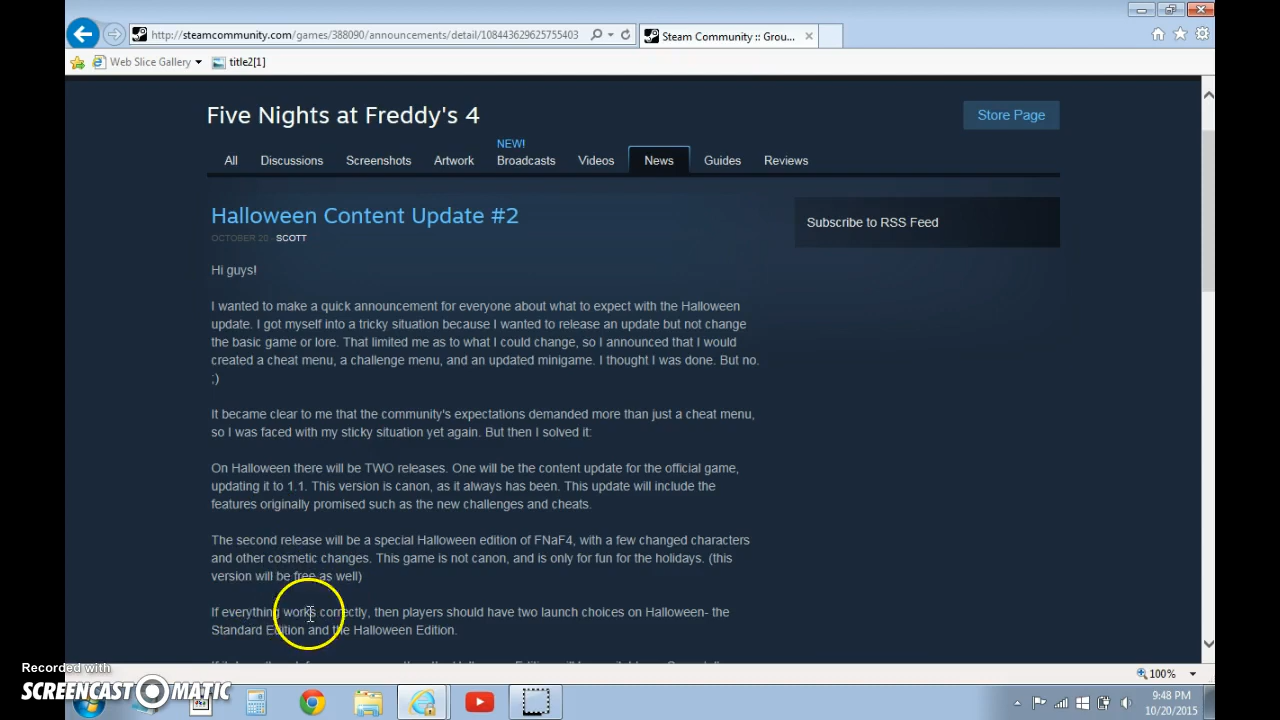 http://steamcommunity.com/games/388090/announcements/detail/108443629625755403
Steam Community :: Grou...
Web Slice Gallery
title2[1]
Five Nights at Freddy's 4
Store Page
NEW!
All Discussions Screenshots Artwork Broadcasts Videos News Guides Reviews
Halloween Content Update #2
Subscribe to RSS Feed
OCTOBER 20 - SCOTT
Hi guys!
I wanted to make a quick announcement for everyone about what to expect with the Halloween
update. I got myself into a tricky situation because I wanted to release an update but not change
the basic game or lore. That limited me as to what I could change, so I announced that I would
created a cheat menu, a challenge menu, and an updated minigame. I thought I was done. But no.
;)
It became clear to me that the community's expectations demanded more than just a cheat menu,
so I was faced with my sticky situation yet again. But then I solved it:
On Halloween there will be TWO releases. One will be the content update for the official game,
updating it to 1.1. This version is canon, as it always has been. This update will include the
features originally promised such as the new challenges and cheats.
The second release will be a special Halloween edition of FNaF4, with a few changed characters
and other cosmetic changes. This game is not canon, and is only for fun for the holidays. (this
version will be free as well)
If everything works correctly, then players should have two launch choices on Halloween- the
Standard Edition and the Halloween Edition.
100%
Recorded with
SCREENCAST MATIC
9:48 PM
10/20/2015